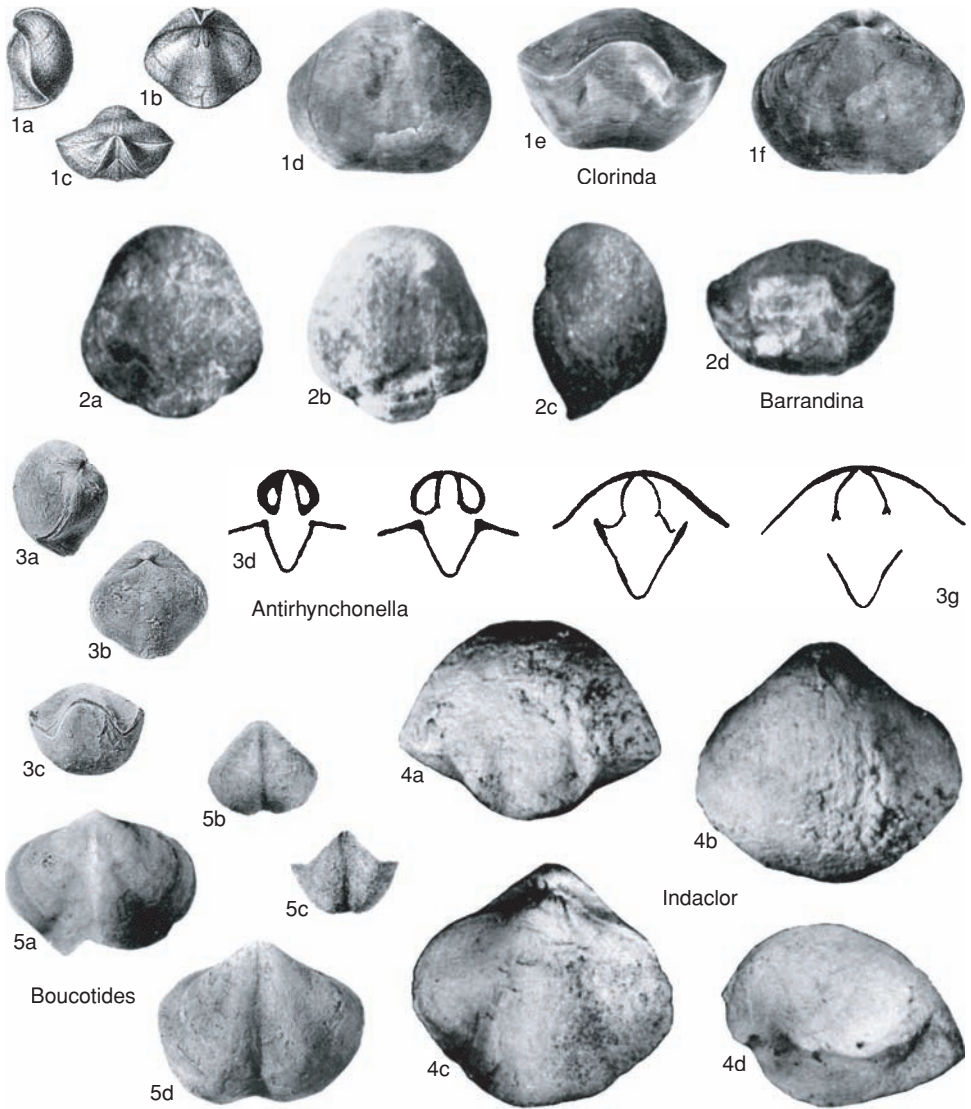 1a
1b
1c
1d
1e
1f
Clorinda
2a
2b
2c
2d
Barrandina
3a
3b
3c
3d
3g
Antirhynchonella
4a
4b
4c
4d
Indaclor
5a
5b
5c
5d
Boucotides